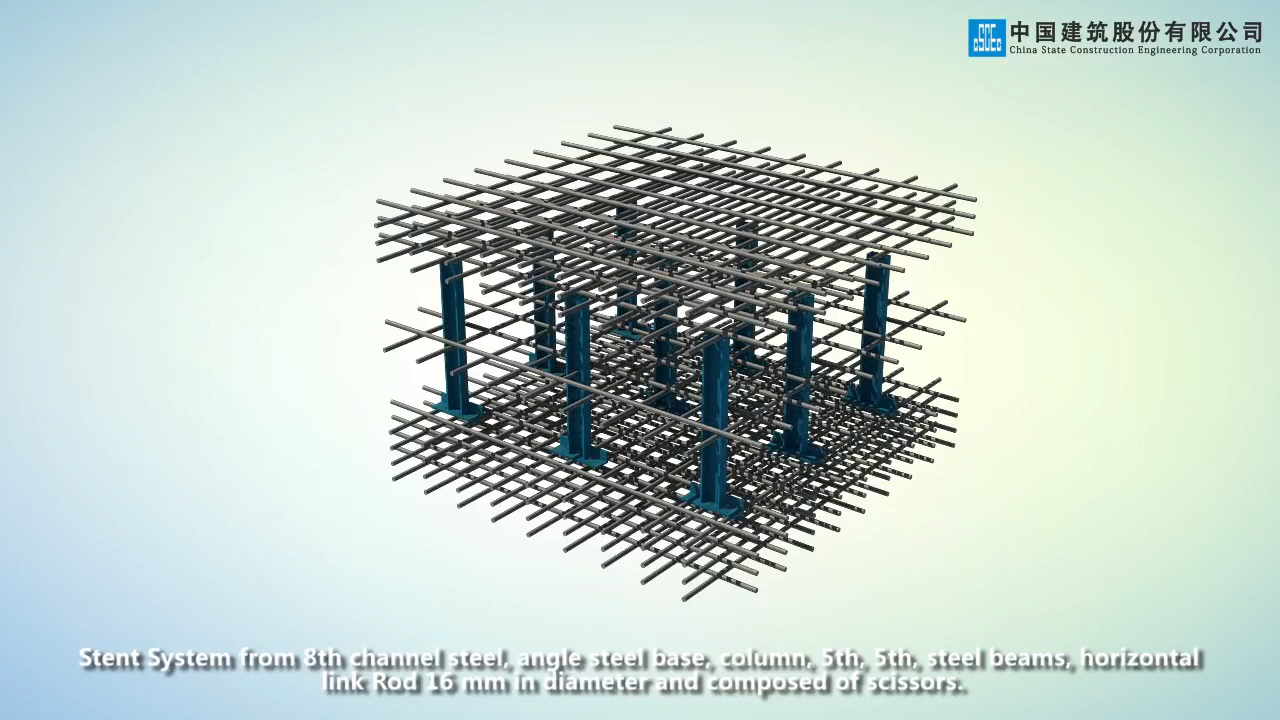 CSCEC
中国建筑股份有限公司
China State Construction Engineering Corporation
Stent System from 8th channel steel, angle steel base, column, 5th, 5th, steel beams, horizontal
link Rod 16 mm in diameter and composed of scissors.